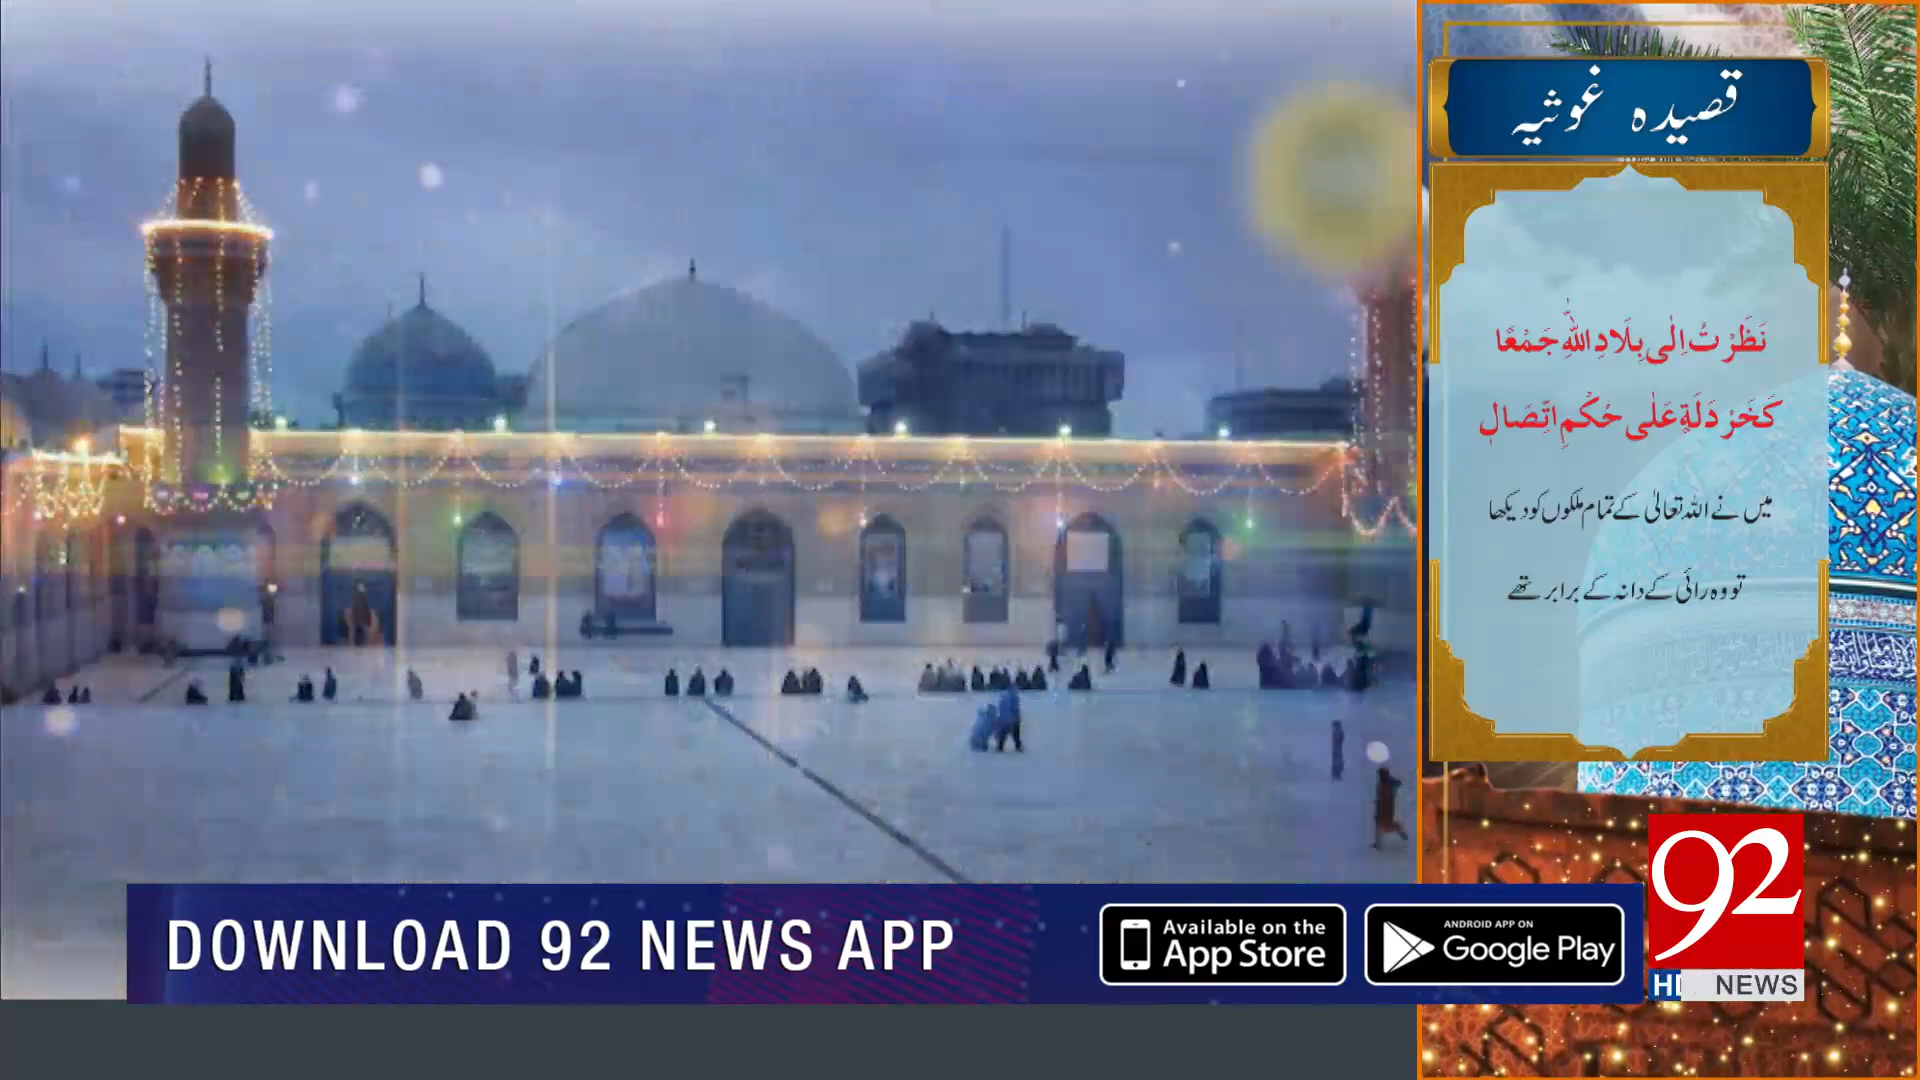 قصیدہ غوثیہ
نَظَرْتُ اِلٰى بِلَادِ اللّٰهِ جَمْعًا
كَخَرْدَلَةٍ عَلٰى حُكْمِ اتِّصَالِ
میں نے اللہ تعالیٰ کے تمام ملکوں کو دیکھا
تو وہ رائی کے دانہ کے برابر تھے
DOWNLOAD 92 NEWS APP
Available on the
App Store
ANDROID APP ON
Google Play
92
HD NEWS